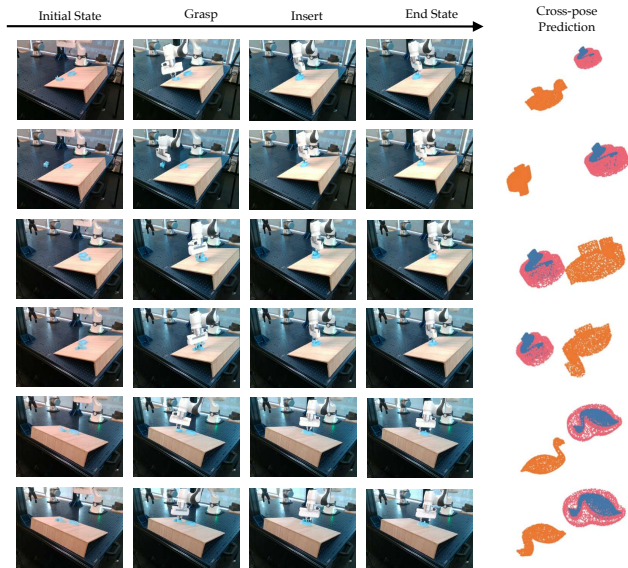 Initial State
Grasp
Insert
End State
Cross-pose
Prediction